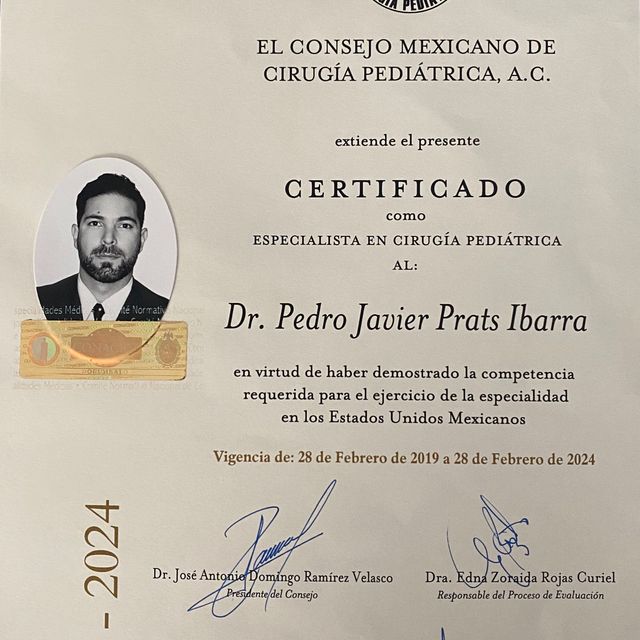 EL CONSEJO MEXICANO DE
CIRUGÍA PEDIÁTRICA, A.C.
extiende el presente
CERTIFICADO
como
ESPECIALISTA EN CIRUGÍA PEDIÁTRICA
AL:
Dr. Pedro Javier Prats Ibarra
en virtud de haber demostrado la competencia
requerida para el ejercicio de la especialidad
en los Estados Unidos Mexicanos
Vigencia de: 28 de Febrero de 2019 a 28 de Febrero de 2024
- 2024
Dr. José Antonio Domingo Ramírez Velasco
Presidente del Consejo
Dra. Edna Zoraida Rojas Curiel
Responsable del Proceso de Evaluación